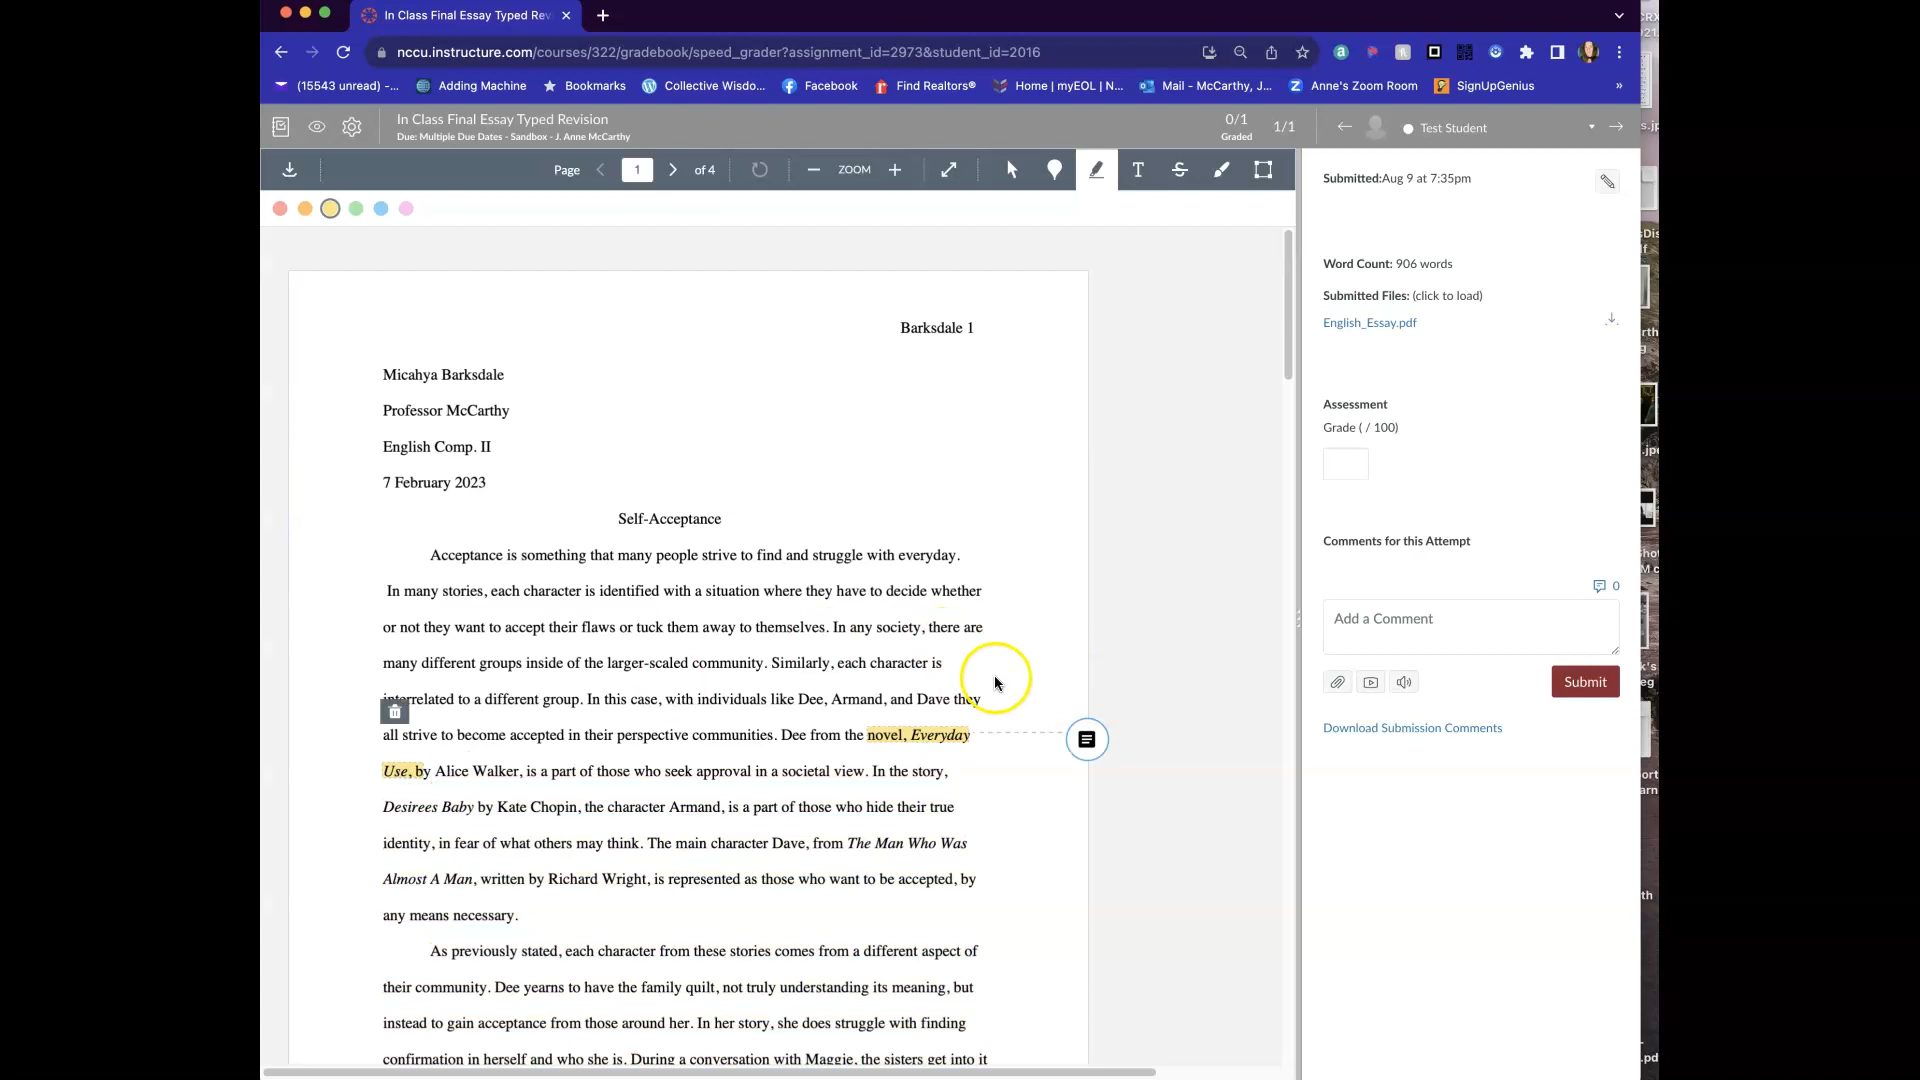 In Class Final Essay Typed Rev
nccu.instructure.com/courses/322/gradebook/speed_grader?assignment_id=2973&student_id=2016
(15543 unread) -... Adding Machine Bookmarks Collective Wisdo... Facebook Find Realtors® Home | myEOL | N... Mail - McCarthy, J... Anne's Zoom Room SignUpGenius »
In Class Final Essay Typed Revision
Due: Multiple Due Dates - Sandbox - J. Anne McCarthy
0/1
Graded
1/1
Test Student
Page 1 of 4 ZOOM
Submitted:Aug 9 at 7:35pm
Word Count: 906 words
Submitted Files: (click to load)
English_Essay.pdf
Assessment
Grade ( / 100)
Comments for this Attempt
0
Add a Comment
Submit
Download Submission Comments
Barksdale 1
Micahya Barksdale
Professor McCarthy
English Comp. II
7 February 2023
Self-Acceptance
Acceptance is something that many people strive to find and struggle with everyday.
In many stories, each character is identified with a situation where they have to decide whether
or not they want to accept their flaws or tuck them away to themselves. In any society, there are
many different groups inside of the larger-scaled community. Similarly, each character is
interrelated to a different group. In this case, with individuals like Dee, Armand, and Dave they
all strive to become accepted in their perspective communities. Dee from the novel, Everyday
Use, by Alice Walker, is a part of those who seek approval in a societal view. In the story,
Desirees Baby by Kate Chopin, the character Armand, is a part of those who hide their true
identity, in fear of what others may think. The main character Dave, from The Man Who Was
Almost A Man, written by Richard Wright, is represented as those who want to be accepted, by
any means necessary.
As previously stated, each character from these stories comes from a different aspect of
their community. Dee yearns to have the family quilt, not truly understanding its meaning, but
instead to gain acceptance from those around her. In her story, she does struggle with finding
confirmation in herself and who she is. During a conversation with Maggie, the sisters get into it